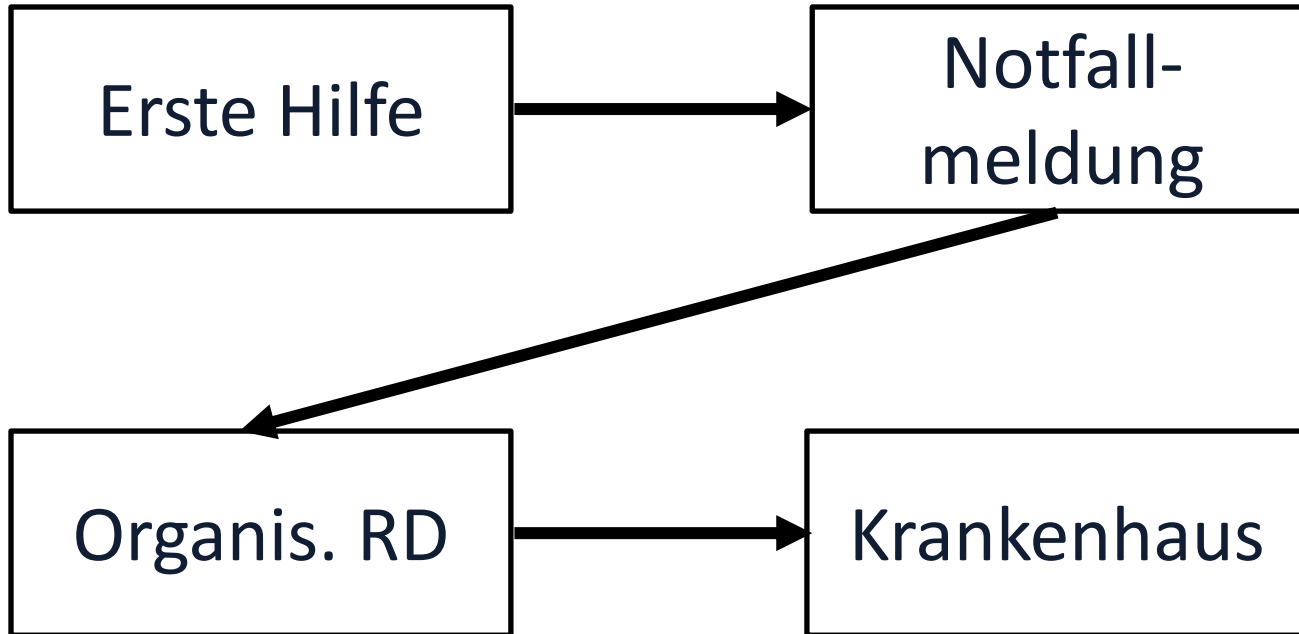 Erste Hilfe
Notfall-
meldung
Organis. RD
Krankenhaus